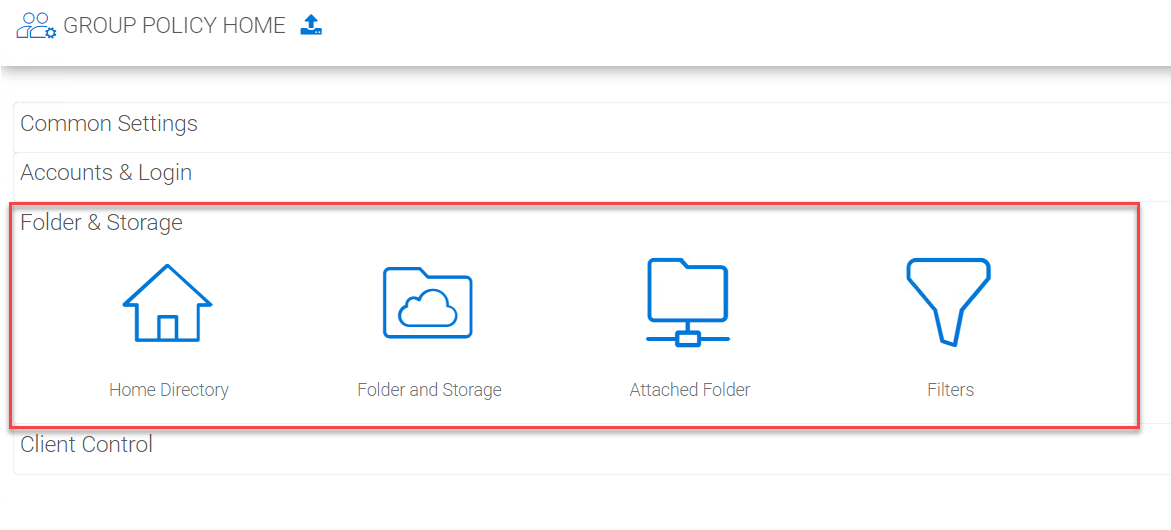 GROUP POLICY HOME
Common Settings
Accounts & Login
Folder & Storage
Home Directory
Folder and Storage
Attached Folder
Filters
Client Control